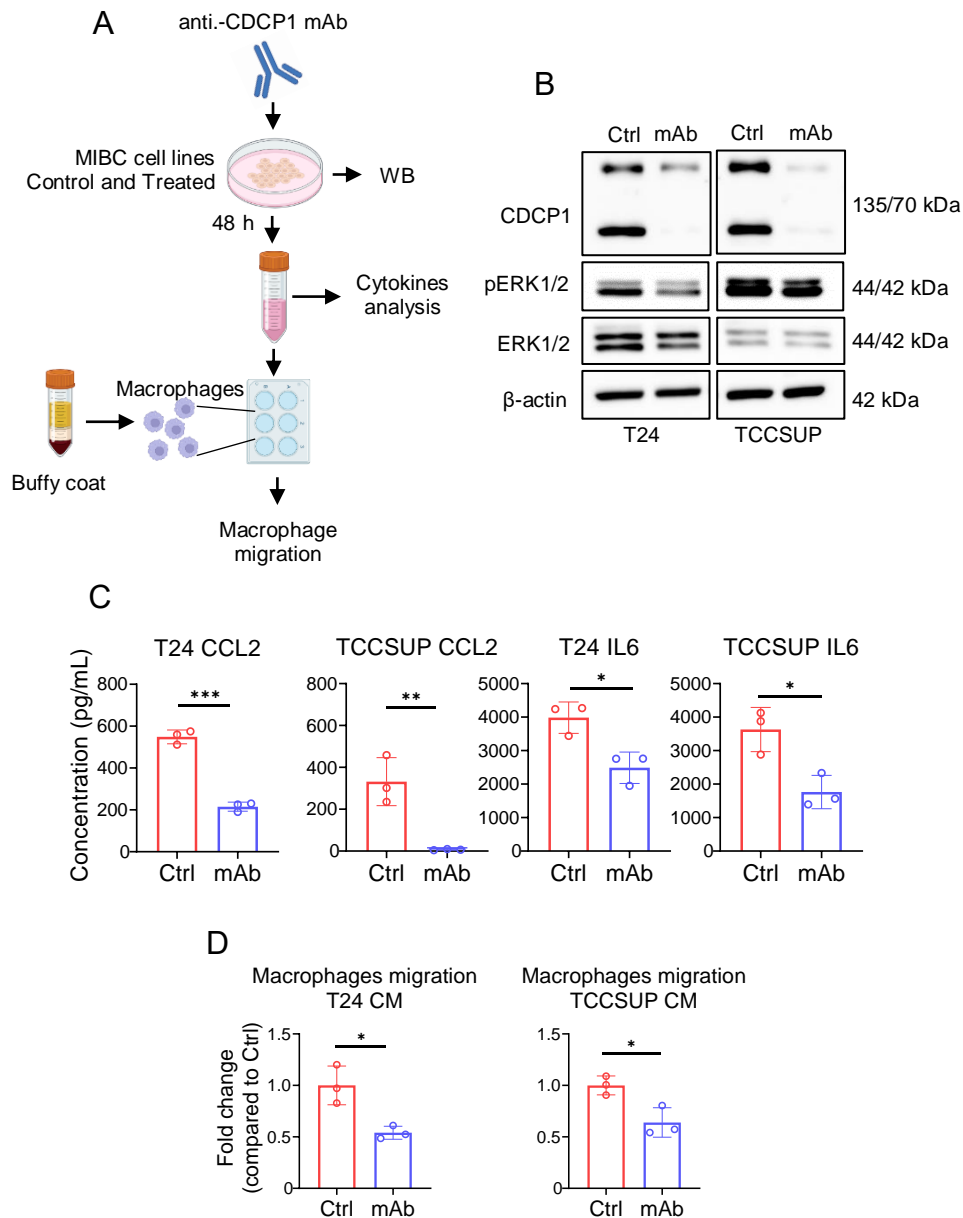 A
anti.-CDCP1 mAb
MIBC cell lines
Control and Treated
WB
48 h
Cytokines
analysis
Macrophages
Buffy coat
Macrophage
migration
B
Ctrl mAb Ctrl mAb
CDCP1 135/70 kDa
pERK1/2 44/42 kDa
ERK1/2 44/42 kDa
β-actin 42 kDa
T24 TCCSUP
C
Concentration (pg/mL)
T24 CCL2
***
800
600
400
200
0
Ctrl mAb
TCCSUP CCL2
**
800
600
400
200
0
Ctrl mAb
T24 IL6
*
5000
4000
3000
2000
1000
0
Ctrl mAb
TCCSUP IL6
*
5000
4000
3000
2000
1000
0
Ctrl mAb
D
Fold change
(compared to Ctrl)
Macrophages migration
T24 CM
*
1.5
1.0
0.5
0
Ctrl mAb
Macrophages migration
TCCSUP CM
*
1.5
1.0
0.5
0
Ctrl mAb